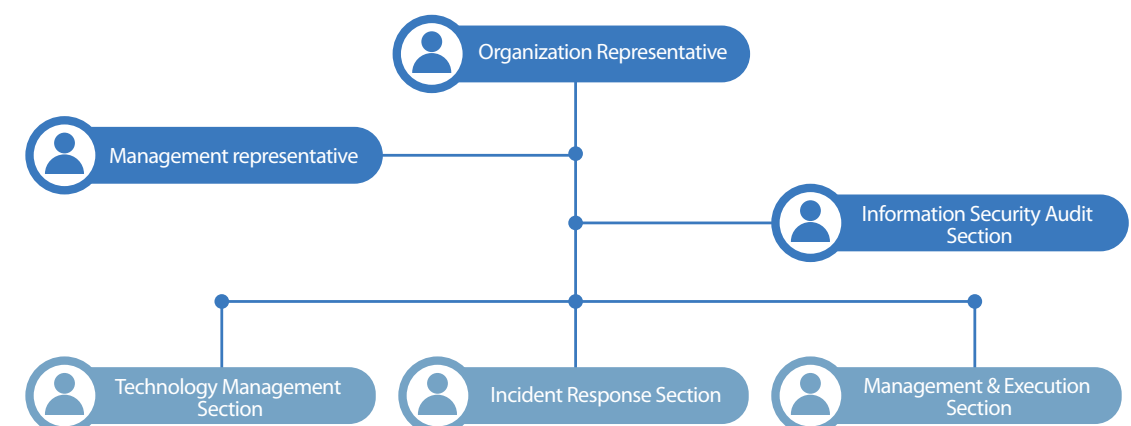 Organization Representative
Management representative
Information Security Audit
Section
Technology Management
Section
Incident Response Section
Management & Execution
Section